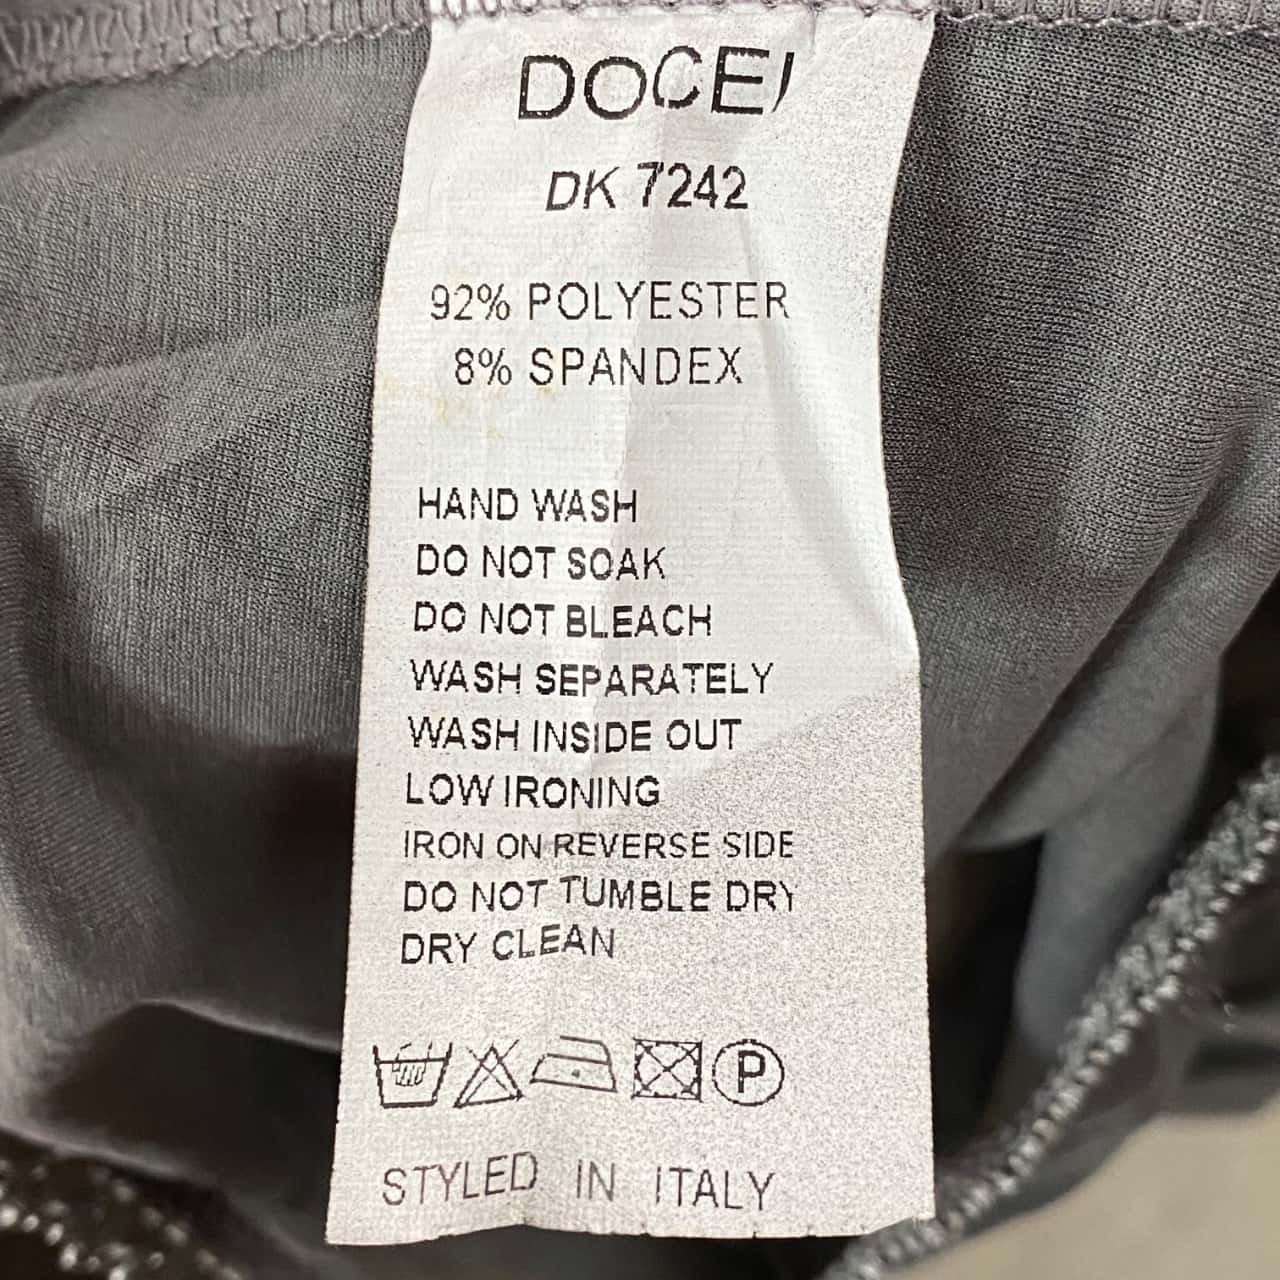 DOCEI
DK 7242
92% POLYESTER
8% SPANDEX
HAND WASH
DO NOT SOAK
DO NOT BLEACH
WASH SEPARATELY
WASH INSIDE OUT
LOW IRONING
IRON ON REVERSE SIDE
DO NOT TUMBLE DRY
DRY CLEAN
P
STYLED IN ITALY